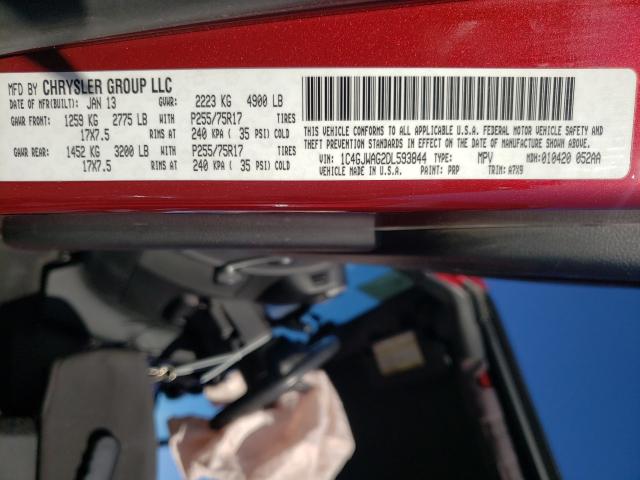 MFD BY CHRYSLER GROUP LLC
DATE OF MFR(BUILT): JAN 13 GVWR: 2223 KG 4900 LB
GAWR FRONT: 1259 KG 2775 LB WITH P255/75R17 TIRES
17X7.5 RIMS AT 240 KPA ( 35 PSI) COLD
GAWR REAR: 1452 KG 3200 LB WITH P255/75R17 TIRES
17X7.5 RIMS AT 240 KPA ( 35 PSI) COLD
THIS VEHICLE CONFORMS TO ALL APPLICABLE U.S.A. FEDERAL MOTOR VEHICLE SAFETY AND
THEFT PREVENTION STANDARDS IN EFFECT ON THE DATE OF MANUFACTURE SHOWN ABOVE.
VIN: 1C4GJWAG2DL593844 TYPE: MPV MDH:010420 052AA
VEHICLE MADE IN U.S.A. PAINT: PRP TRIM: A7X9